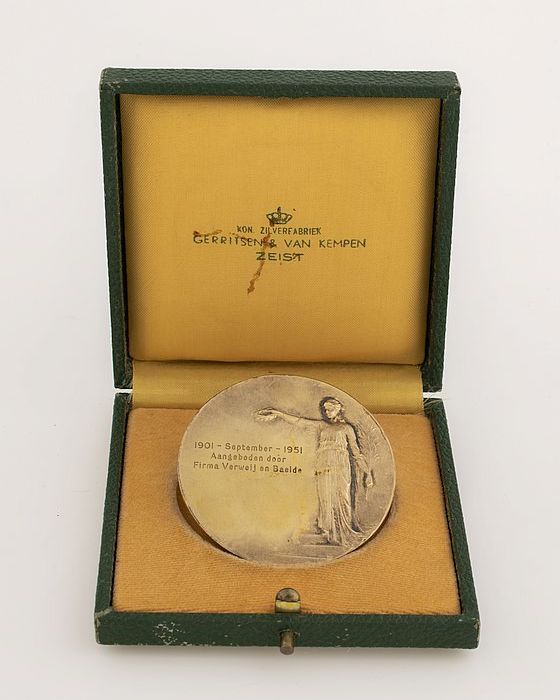 KON. ZILVERFABRIEK
GERRITSEN & VAN KEMPEN
ZEIST
1901 - September - 1951
Aangeboden door
Firma Verweij en Baelde